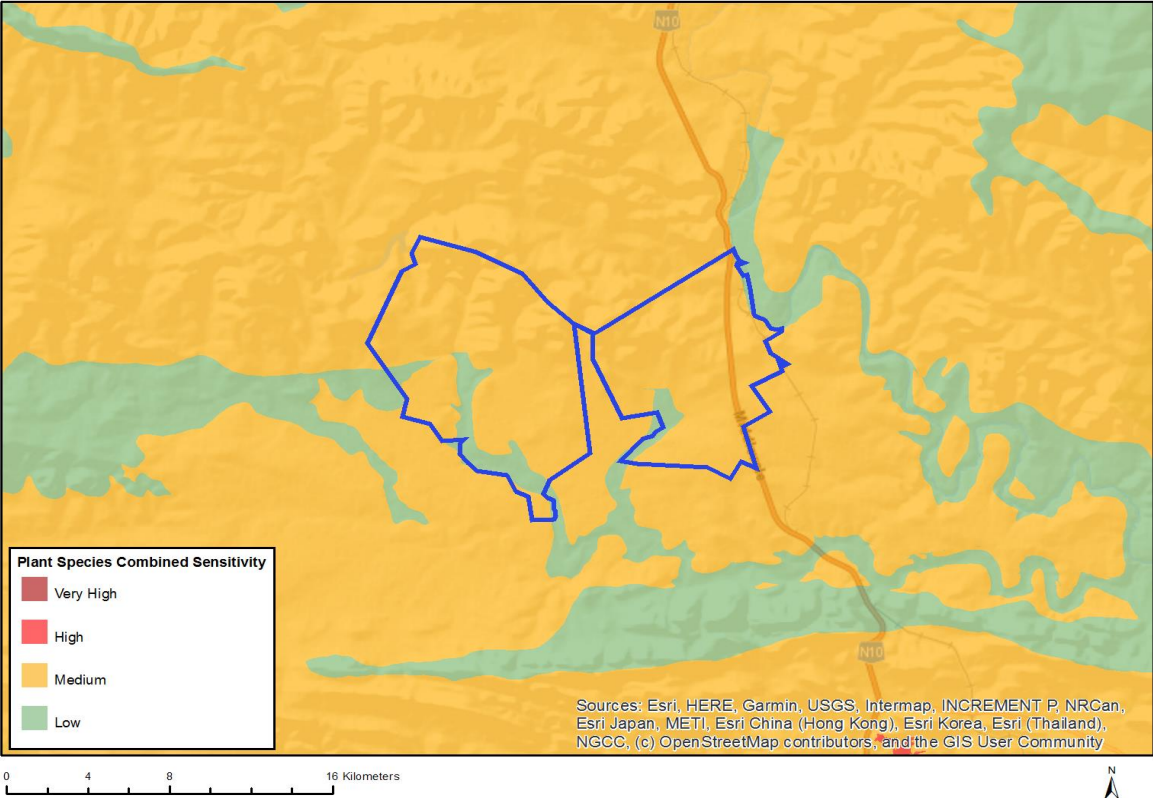 N10
Plant Species Combined Sensitivity
Very High
High
Medium
Low
N10
Sources: Esri, HERE, Garmin, USGS, Intermap, INCREMENT P, NRCan,
Esri Japan, METI, Esri China (Hong Kong), Esri Korea, Esri (Thailand),
NGCC, (c) OpenStreetMap contributors, and the GIS User Community
0 4 8 16 Kilometers
N